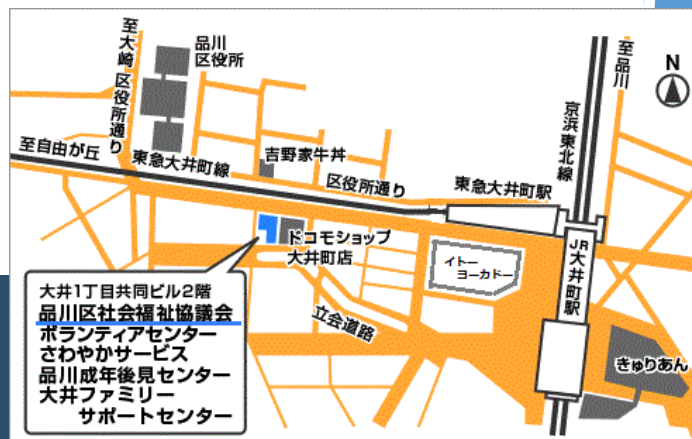 至大崎
区役所通り
品川
区役所
至品川
N
京浜東北線
至自由が丘
東急大井町線
吉野家牛丼
区役所通り
東急大井町駅
ドコモショップ
大井町店
イトー
ヨーカドー
JR大井町駅
立会道路
きゅりあん
大井1丁目共同ビル2階
品川区社会福祉協議会
ボランティアセンター
さわやかサービス
品川成年後見センター
大井ファミリー
サポートセンター